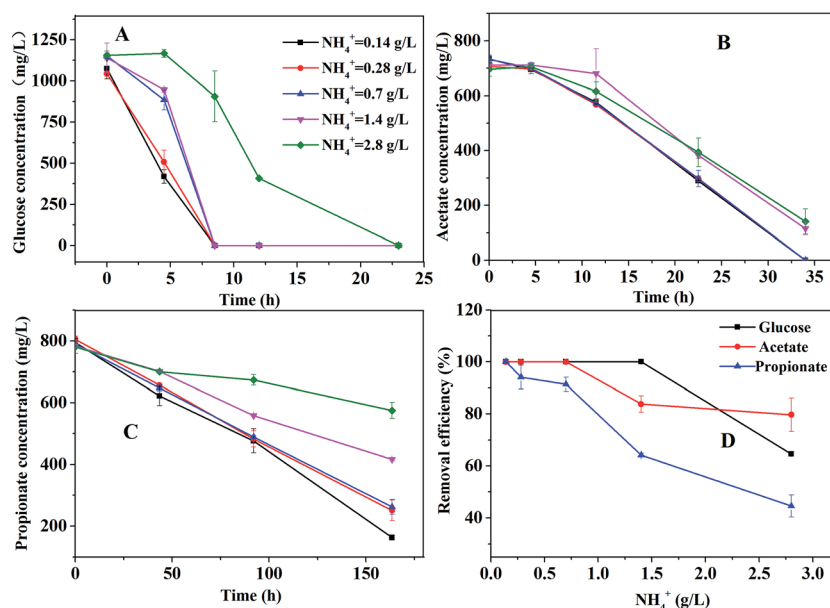 A
NH₄⁺=0.14 g/L
NH₄⁺=0.28 g/L
NH₄⁺=0.7 g/L
NH₄⁺=1.4 g/L
NH₄⁺=2.8 g/L
Glucose concentration（mg/L）
1250
1000
750
500
250
0
0 5 10 15 20 25
Time (h)
B
Acetate concentration (mg/L)
800
600
400
200
0
0 5 10 15 20 25 30 35
Time (h)
C
Propionate concentration (mg/L)
800
600
400
200
0 50 100 150
Time (h)
D
Glucose
Acetate
Propionate
Removal efficiency (%)
120
100
80
60
40
0.0 0.5 1.0 1.5 2.0 2.5 3.0
NH₄⁺ (g/L)